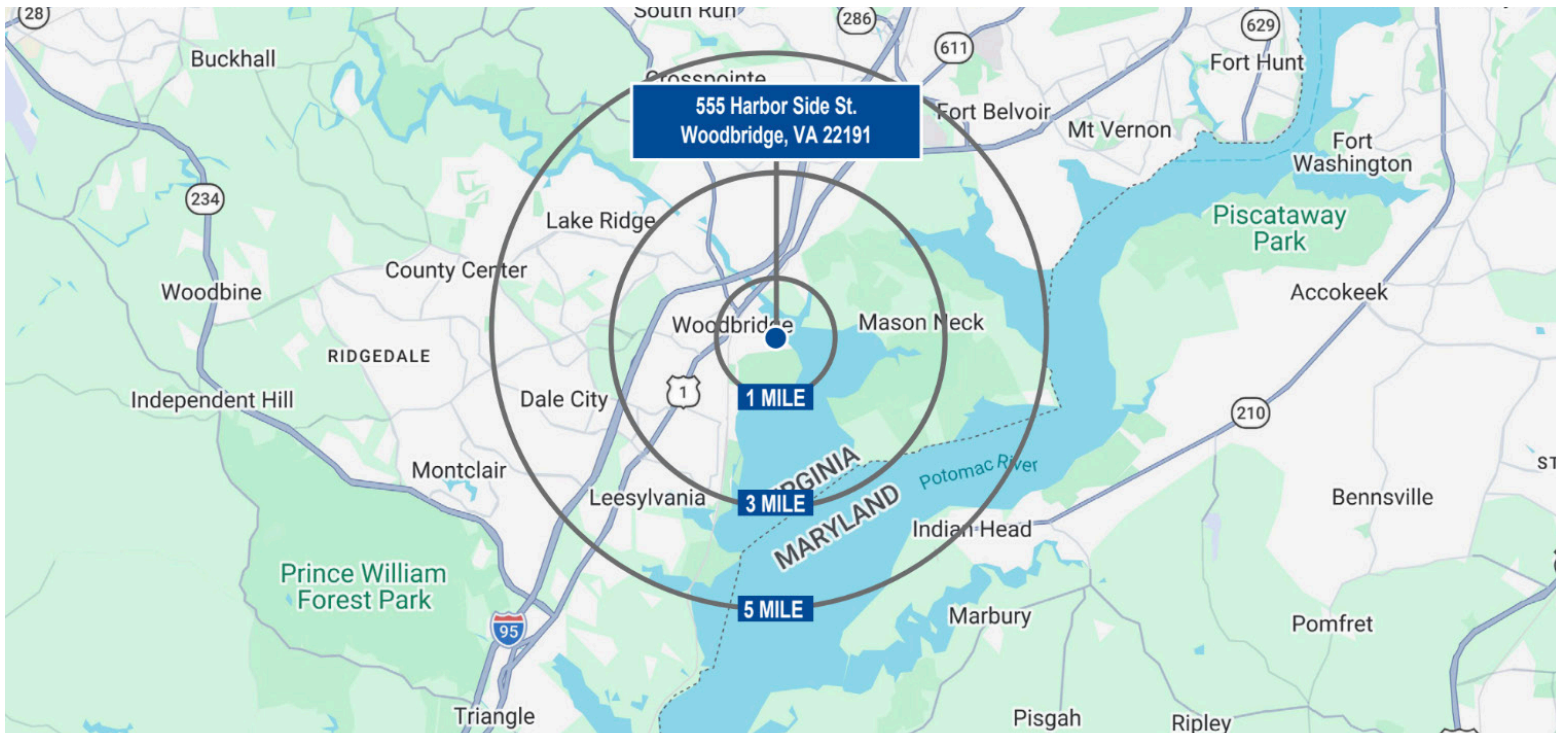 28
South Run
286
629
611
Buckhall
Fort Hunt
Crosspointe
555 Harbor Side St.
Woodbridge, VA 22191
Fort Belvoir
Mt Vernon
Fort
Washington
234
Lake Ridge
Piscataway
Park
County Center
Woodbine
Accokeek
Woodbridge
Mason Neck
RIDGEDALE
Independent Hill
Dale City
1
1 MILE
210
Montclair
VIRGINIA
Potomac River
ST
Leesylvania
3 MILE
MARYLAND
Bennsville
Indian Head
Prince William
Forest Park
5 MILE
95
Marbury
Pomfret
Triangle
Pisgah
Ripley